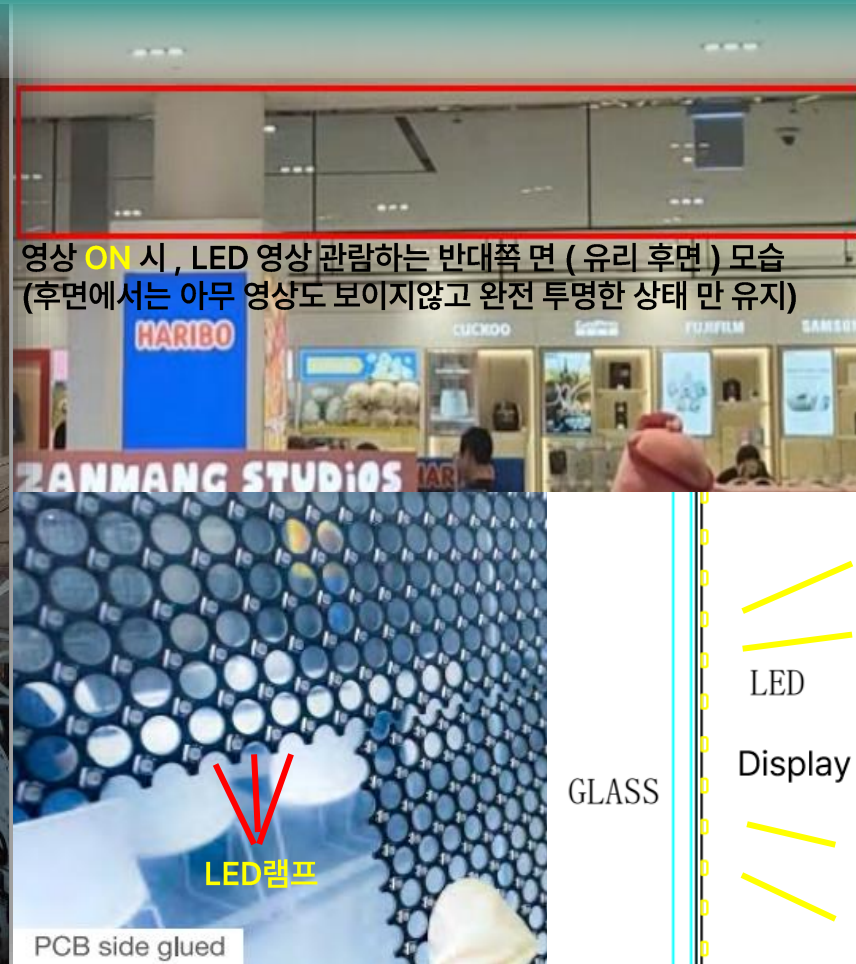 영상 ON 시 , LED 영상 관람하는 반대쪽 면 ( 유리 후면 ) 모습
(후면에서는 아무 영상도 보이지않고 완전 투명한 상태 만 유지)
HARIBO
CUCKOO
FUJIFILM
SAMSU
ZANMANG STUDiOS
HAR
LED
Display
GLASS
LED램프
PCB side glued